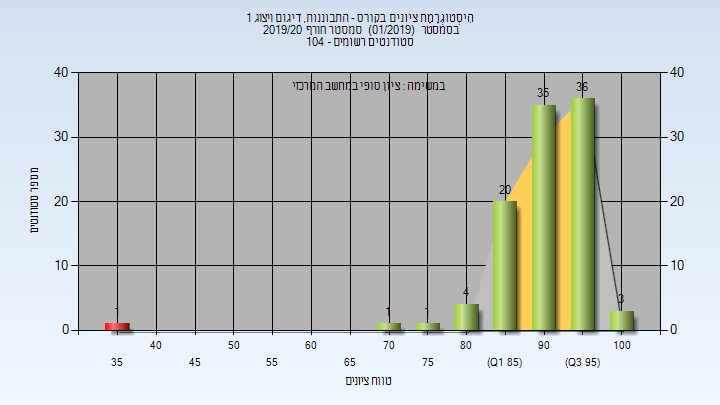 היסטוגרמת ציונים בקורס - התבוננות, דיגום ויצוג 1
בסמסטר (01/2019) סמסטר חורף 2019/20
סטודנטים רשומים - 104
במשימה : ציון סופי במחשב המרכזי
מספר סטודנטים
40 40
30 30
20 20
10 10
0 0
1 1 1 4 20 35 36 3
35 40 45 50 55 60 65 70 75 80 (Q1 85) 90 (Q3 95) 100
טווח ציונים